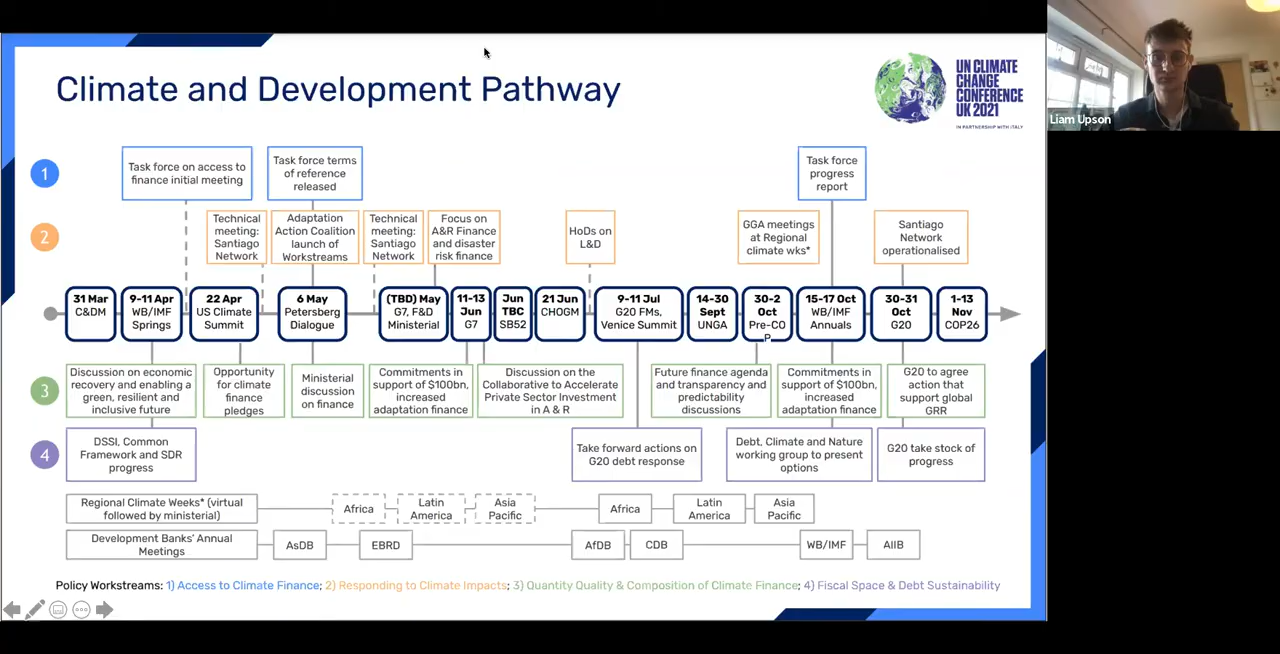 Climate and Development Pathway
UN CLIMATE
CHANGE
CONFERENCE
UK 2021
IN PARTNERSHIP WITH ITALY
Liam Upson
1
Task force on access to
finance initial meeting
Task force terms
of reference
released
Task force
progress
report
2
Technical
meeting:
Santiago
Network
Adaptation
Action Coalition
launch of
Workstreams
Technical
meeting:
Santiago
Network
Focus on
A&R Finance
and disaster
risk finance
HoDs on
L&D
GGA meetings
at Regional
climate wks*
Santiago
Network
operationalised
31 Mar
C&DM
9-11 Apr
WB/IMF
Springs
22 Apr
US Climate
Summit
6 May
Petersberg
Dialogue
(TBD) May
G7, F&D
Ministerial
11-13
Jun
G7
Jun
TBC
SB52
21 Jun
CHOGM
9-11 Jul
G20 FMs,
Venice Summit
14-30
Sept
UNGA
30-2
Oct
Pre-CO
P
15-17 Oct
WB/IMF
Annuals
30-31
Oct
G20
1-13
Nov
COP26
3
Discussion on economic
recovery and enabling a
green, resilient and
inclusive future
Opportunity
for climate
finance
pledges
Ministerial
discussion
on finance
Commitments in
support of $100bn,
increased
adaptation finance
Discussion on the
Collaborative to Accelerate
Private Sector Investment
in A & R
Future finance agenda
and transparency and
predictability
discussions
Commitments in
support of $100bn,
increased
adaptation finance
G20 to agree
action that
support global
GRR
4
DSSI, Common
Framework and SDR
progress
Take forward actions on
G20 debt response
Debt, Climate and Nature
working group to present
options
G20 take stock of
progress
Regional Climate Weeks* (virtual
followed by ministerial)
Africa
Latin
America
Asia
Pacific
Africa
Latin
America
Asia
Pacific
Development Banks' Annual
Meetings
AsDB
EBRD
AfDB
CDB
WB/IMF
AIIB
Policy Workstreams: 1) Access to Climate Finance; 2) Responding to Climate Impacts; 3) Quantity Quality & Composition of Climate Finance; 4) Fiscal Space & Debt Sustainability